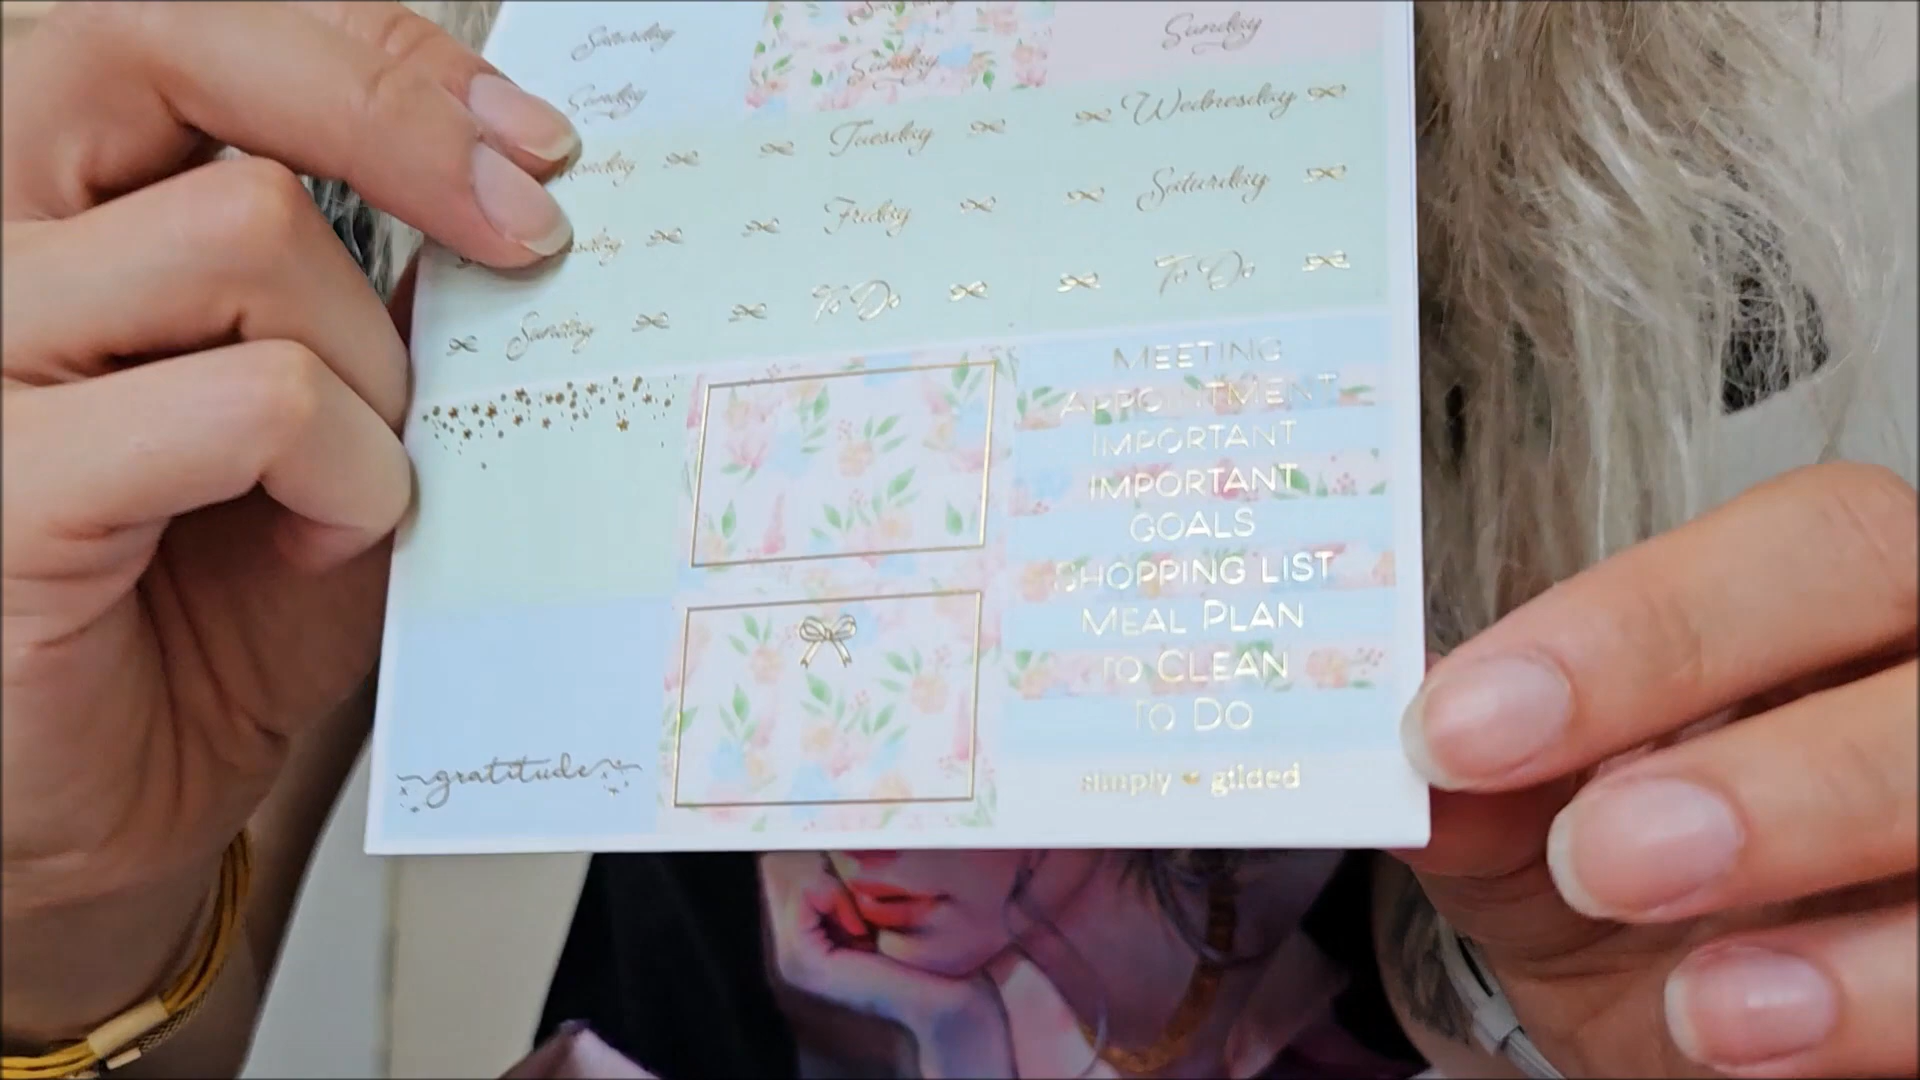 Saturday
Sunday
Sunday
Sunday
Tuesday
Wednesday
Friday
Saturday
Sunday
To Do
To Do
MEETING
APPOINTMENT
IMPORTANT
IMPORTANT
GOALS
SHOPPING LIST
MEAL PLAN
TO CLEAN
TO DO
gratitude
simply gilded